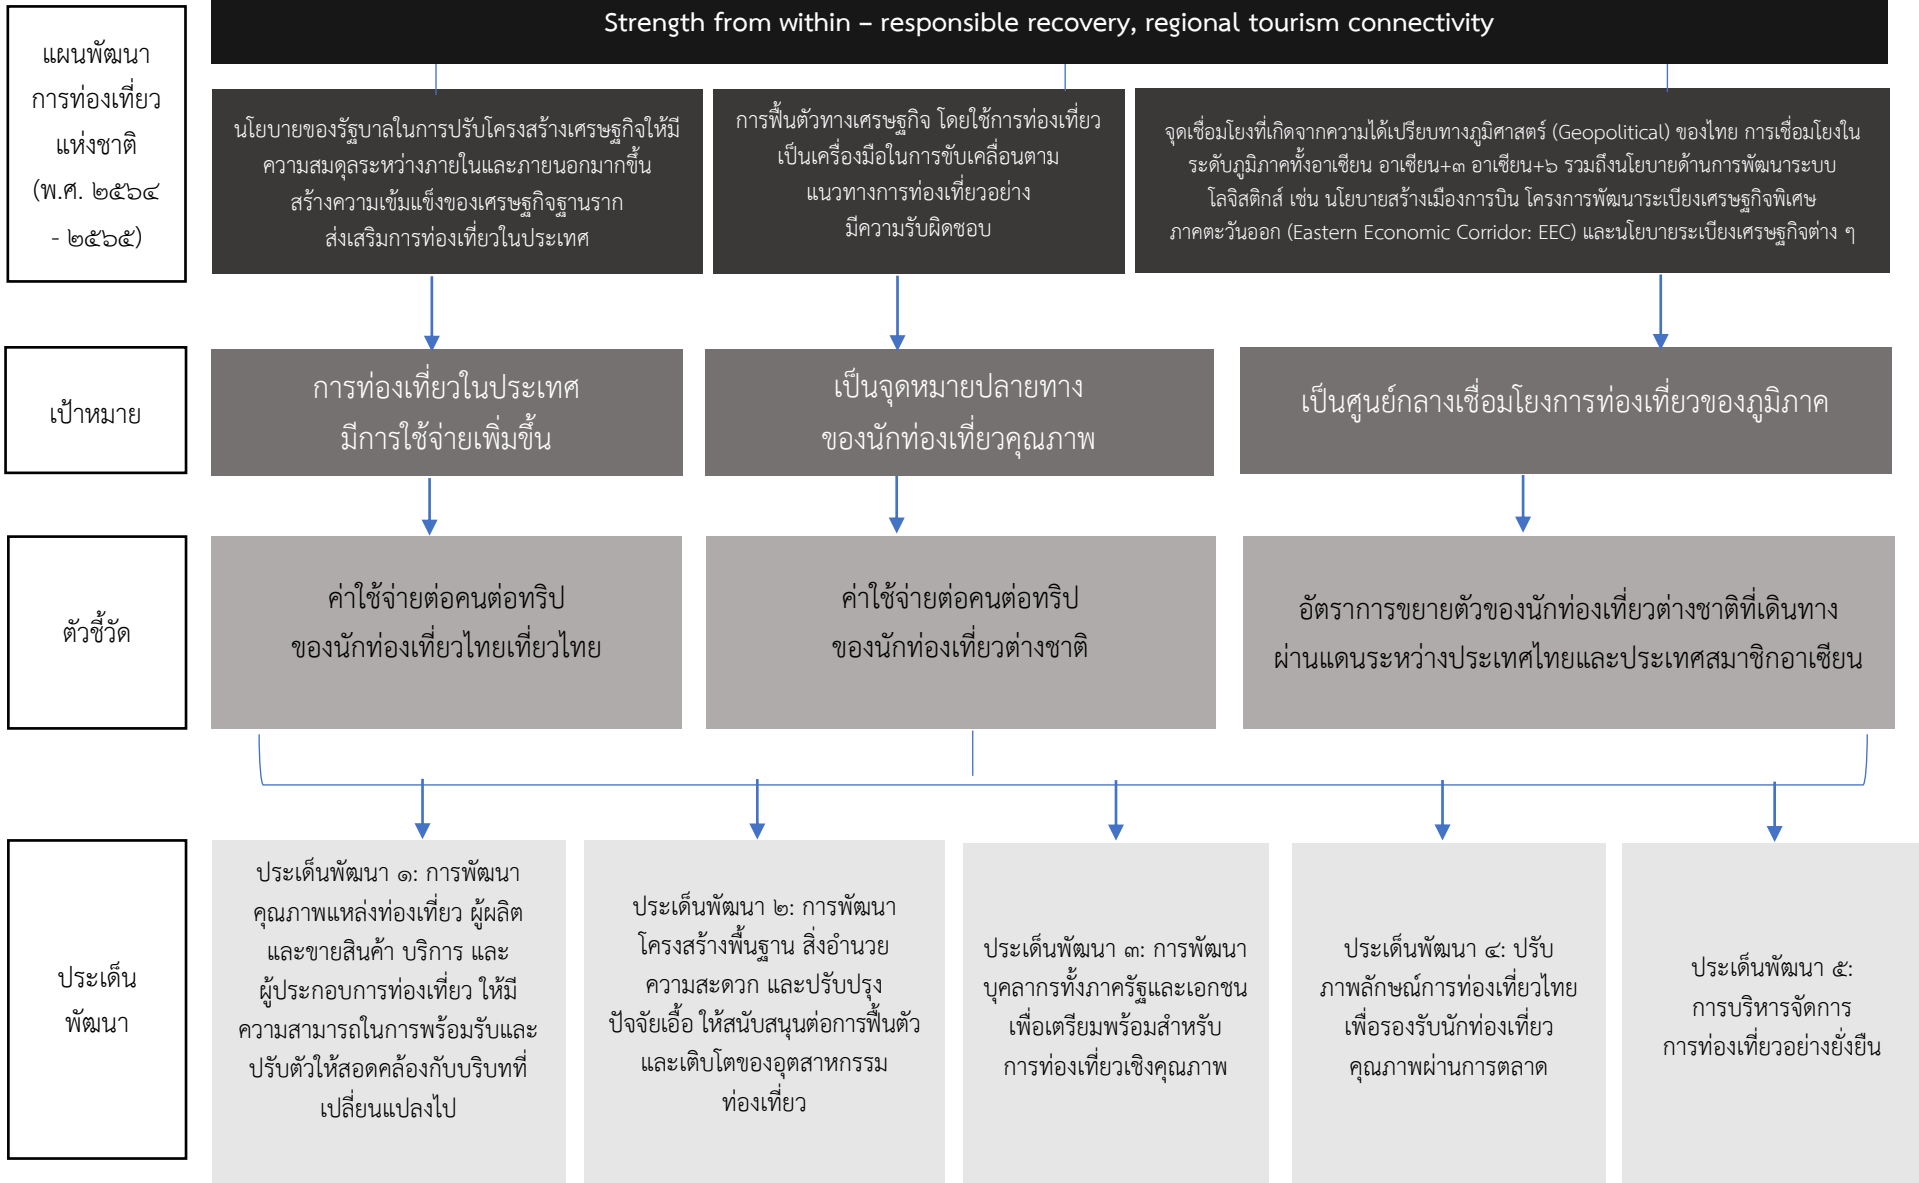 Strength from within – responsible recovery, regional tourism connectivity
แผนพัฒนา
การท่องเที่ยว
แห่งชาติ
(พ.ศ. ๒๕๖๔
- ๒๕๖๕)
นโยบายของรัฐบาลในการปรับโครงสร้างเศรษฐกิจให้มี
ความสมดุลระหว่างภายในและภายนอกมากขึ้น
สร้างความเข้มแข็งของเศรษฐกิจฐานราก
ส่งเสริมการท่องเที่ยวในประเทศ
การฟื้นตัวทางเศรษฐกิจ โดยใช้การท่องเที่ยว
เป็นเครื่องมือในการขับเคลื่อนตาม
แนวทางการท่องเที่ยวอย่าง
มีความรับผิดชอบ
จุดเชื่อมโยงที่เกิดจากความได้เปรียบทางภูมิศาสตร์ (Geopolitical) ของไทย การเชื่อมโยงใน
ระดับภูมิภาคทั้งอาเซียน อาเซียน+๓ อาเซียน+๖ รวมถึงนโยบายด้านการพัฒนาระบบ
โลจิสติกส์ เช่น นโยบายสร้างเมืองการบิน โครงการพัฒนาระเบียงเศรษฐกิจพิเศษ
ภาคตะวันออก (Eastern Economic Corridor: EEC) และนโยบายระเบียงเศรษฐกิจต่าง ๆ
เป้าหมาย
การท่องเที่ยวในประเทศ
มีการใช้จ่ายเพิ่มขึ้น
เป็นจุดหมายปลายทาง
ของนักท่องเที่ยวคุณภาพ
เป็นศูนย์กลางเชื่อมโยงการท่องเที่ยวของภูมิภาค
ตัวชี้วัด
ค่าใช้จ่ายต่อคนต่อทริป
ของนักท่องเที่ยวไทยเที่ยวไทย
ค่าใช้จ่ายต่อคนต่อทริป
ของนักท่องเที่ยวต่างชาติ
อัตราการขยายตัวของนักท่องเที่ยวต่างชาติที่เดินทาง
ผ่านแดนระหว่างประเทศไทยและประเทศสมาชิกอาเซียน
ประเด็น
พัฒนา
ประเด็นพัฒนา ๑: การพัฒนา
คุณภาพแหล่งท่องเที่ยว ผู้ผลิต
และขายสินค้า บริการ และ
ผู้ประกอบการท่องเที่ยว ให้มี
ความสามารถในการพร้อมรับและ
ปรับตัวให้สอดคล้องกับบริบทที่
เปลี่ยนแปลงไป
ประเด็นพัฒนา ๒: การพัฒนา
โครงสร้างพื้นฐาน สิ่งอำนวย
ความสะดวก และปรับปรุง
ปัจจัยเอื้อ ให้สนับสนุนต่อการฟื้นตัว
และเติบโตของอุตสาหกรรม
ท่องเที่ยว
ประเด็นพัฒนา ๓: การพัฒนา
บุคลากรทั้งภาครัฐและเอกชน
เพื่อเตรียมพร้อมสำหรับ
การท่องเที่ยวเชิงคุณภาพ
ประเด็นพัฒนา ๔: ปรับ
ภาพลักษณ์การท่องเที่ยวไทย
เพื่อรองรับนักท่องเที่ยว
คุณภาพผ่านการตลาด
ประเด็นพัฒนา ๕:
การบริหารจัดการ
การท่องเที่ยวอย่างยั่งยืน